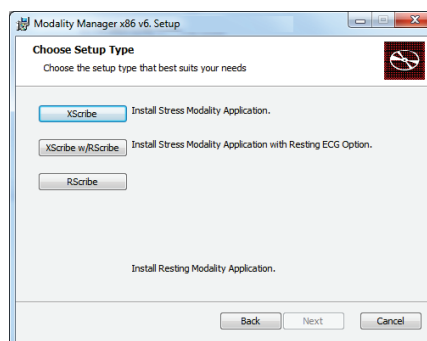 Modality Manager x86 v6. Setup
Choose Setup Type
Choose the setup type that best suits your needs
XScribe Install Stress Modality Application.
XScribe w/RScribe Install Stress Modality Application with Resting ECG Option.
RScribe
Install Resting Modality Application.
Back Next Cancel